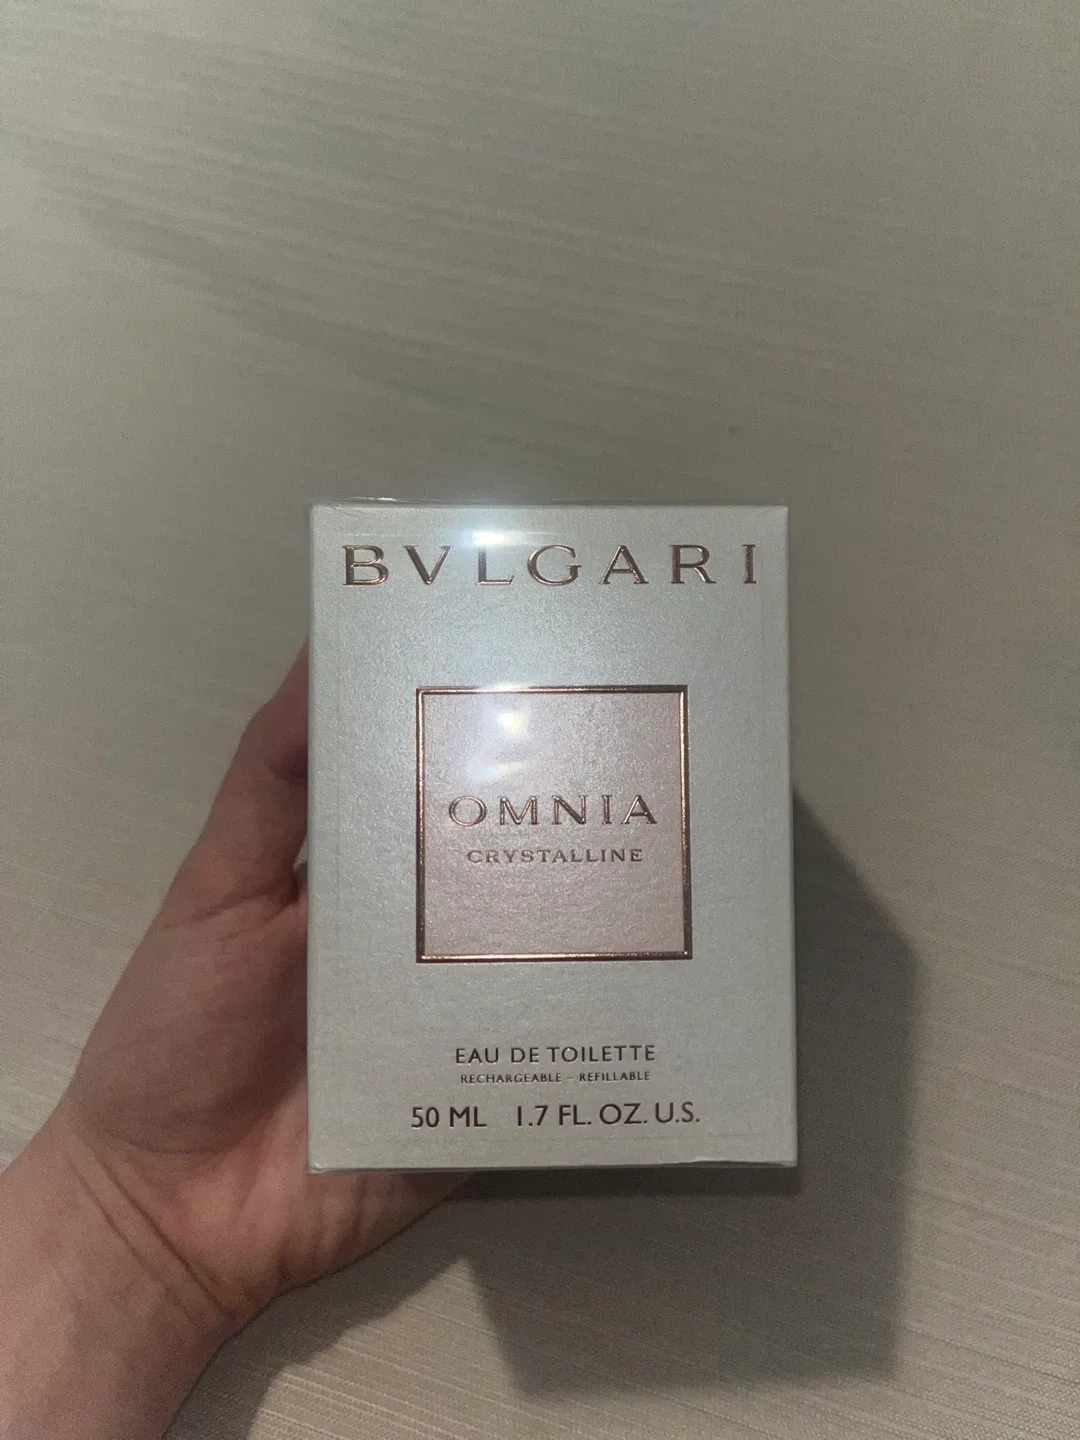 BVLGARI
OMNIA
CRYSTALLINE
EAU DE TOILETTE
RECHARGEABLE - REFILLABLE
50 ML 1.7 FL. OZ. U.S.